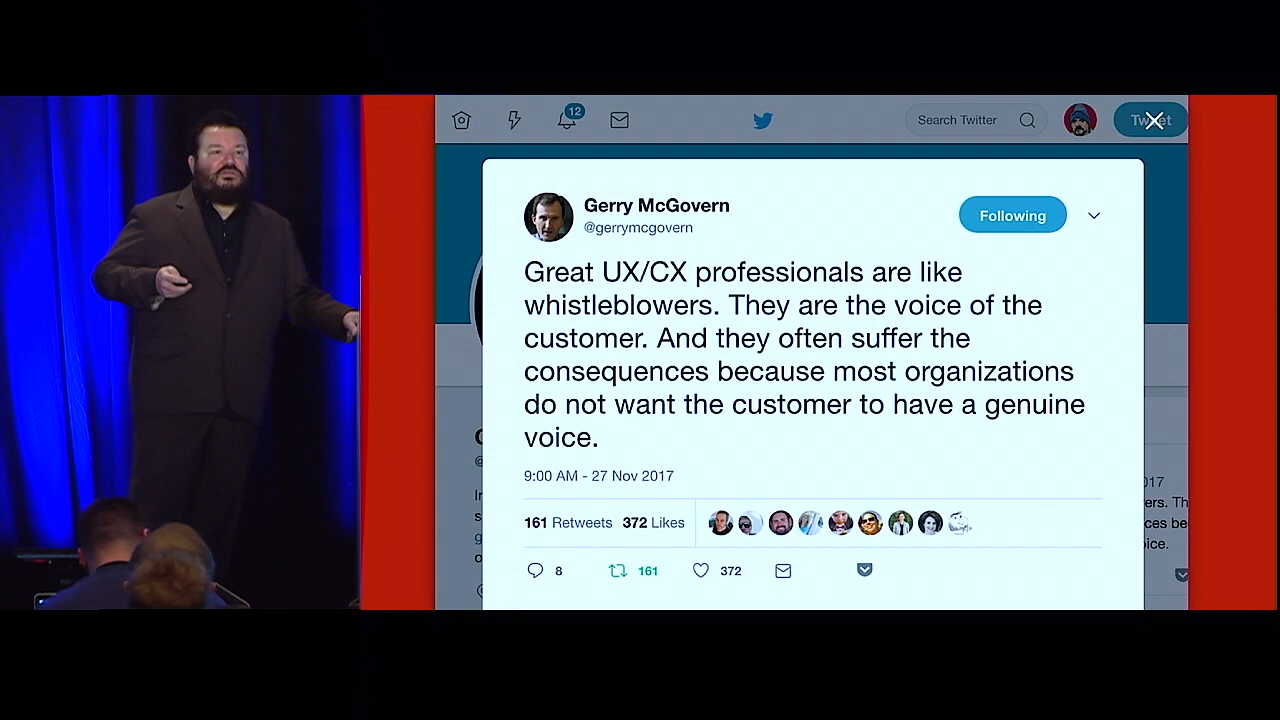 12
Search Twitter
Tweet
Gerry McGovern
@gerrymcgovern
Following
Great UX/CX professionals are like
whistleblowers. They are the voice of the
customer. And they often suffer the
consequences because most organizations
do not want the customer to have a genuine
voice.
9:00 AM - 27 Nov 2017
161 Retweets 372 Likes
8 161 372